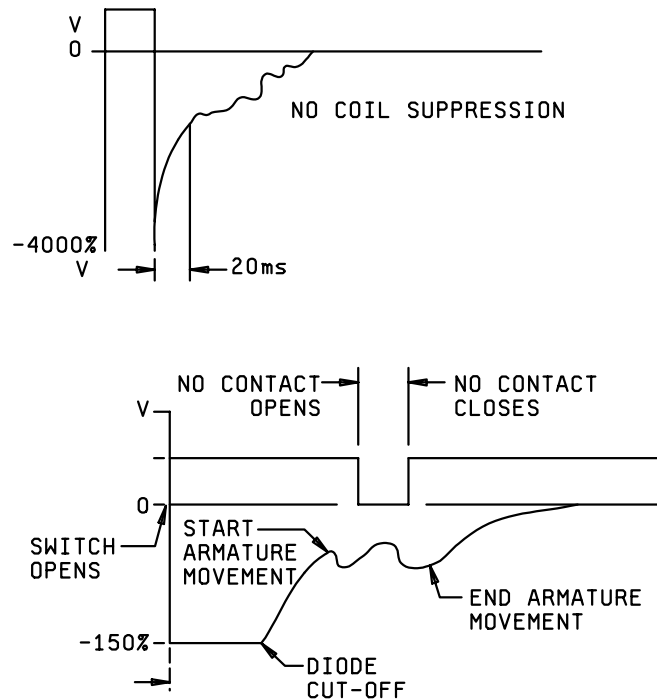 V
0
NO COIL SUPPRESSION
-4000%
V
20ms
NO CONTACT
OPENS
NO CONTACT
CLOSES
V
0
SWITCH
OPENS
START
ARMATURE
MOVEMENT
END ARMATURE
MOVEMENT
-150%
DIODE
CUT-OFF